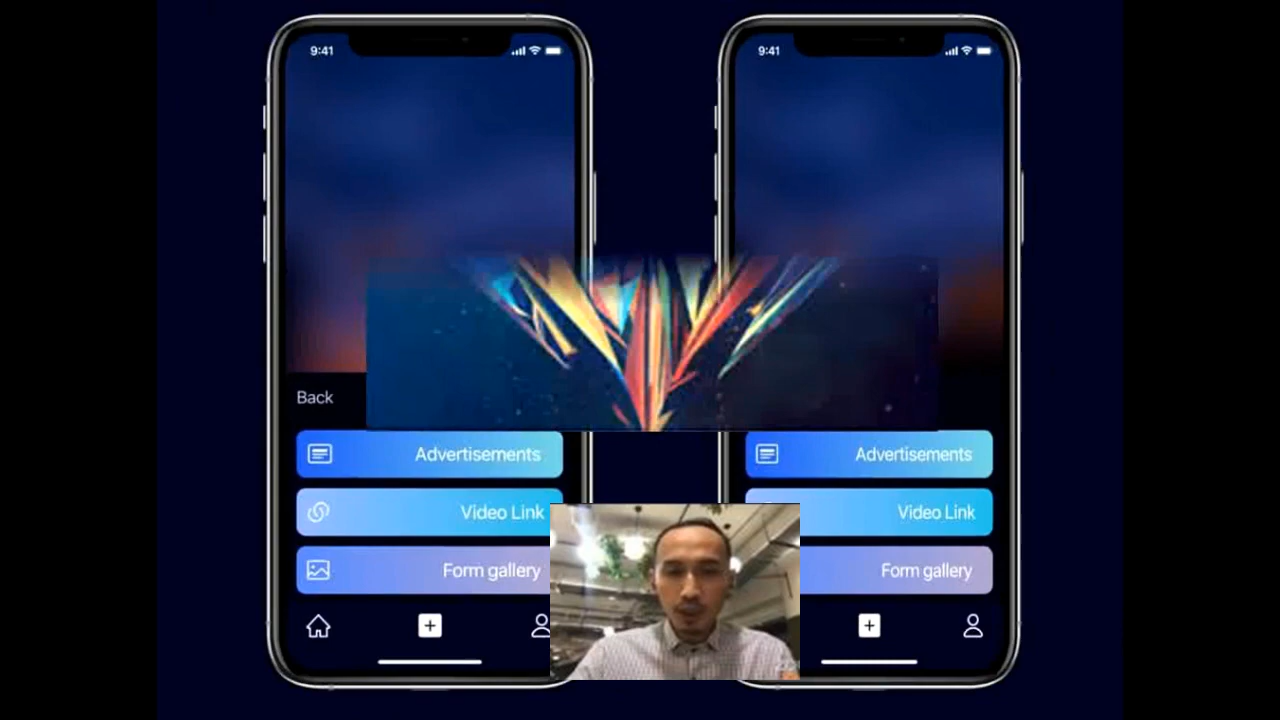 9:41
9:41
Back
Advertisements
Advertisements
Video Link
Video Link
Form gallery
Form gallery